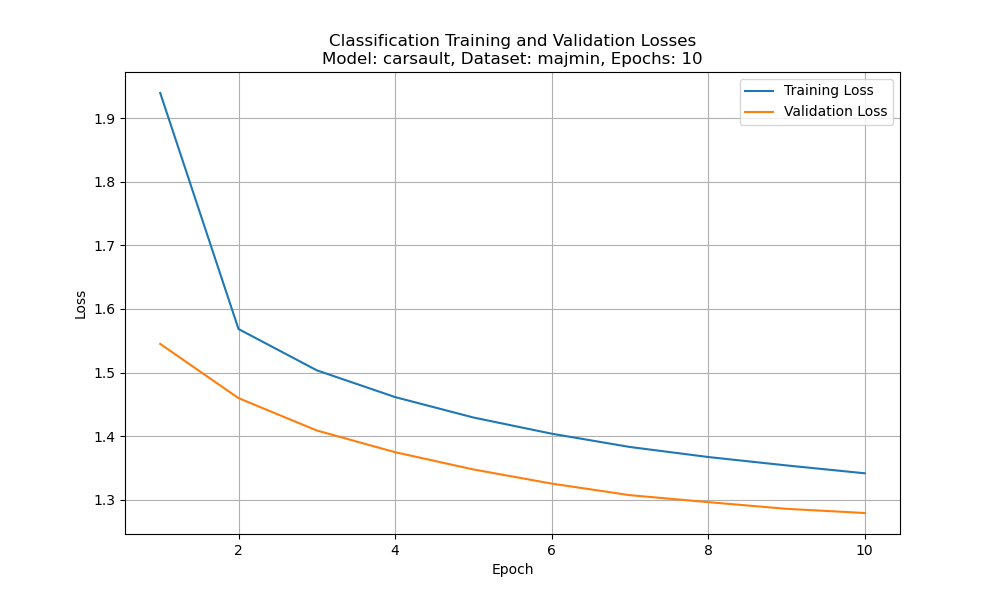 Classification Training and Validation Losses
Model: carsault, Dataset: majmin, Epochs: 10
Training Loss
Validation Loss
1.9
1.8
1.7
1.6
1.5
1.4
1.3
Loss
2
4
6
8
10
Epoch